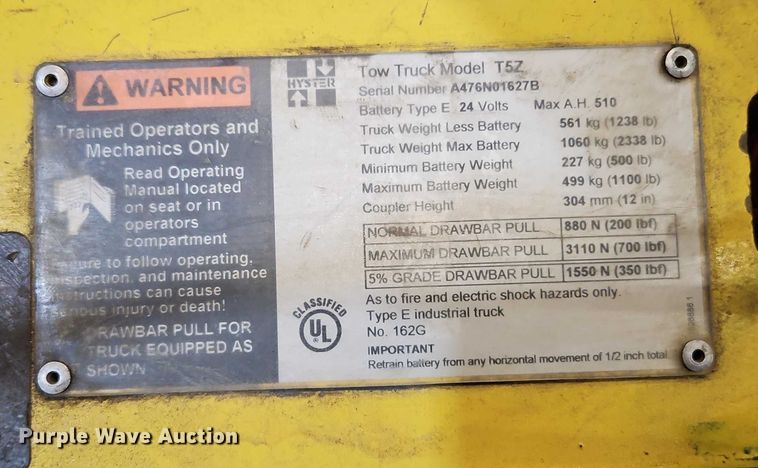 WARNING
Trained Operators and
Mechanics Only
Read Operating
Manual located
on seat or in
operators
compartment
ure to follow operating,
spection, and maintenance
structions can cause
serious injury or death!
DRAWBAR PULL FOR
TRUCK EQUIPPED AS
SHOWN
HYSTER
Tow Truck Model T5Z
Serial Number A476N01627B
Battery Type E 24 Volts Max A.H. 510
Truck Weight Less Battery 561 kg (1238 lb)
Truck Weight Max Battery 1060 kg (2338 lb)
Minimum Battery Weight 227 kg (500 lb)
Maximum Battery Weight 499 kg (1100 lb)
Coupler Height 304 mm (12 in)
NORMAL DRAWBAR PULL 880 N (200 lbf)
MAXIMUM DRAWBAR PULL 3110 N (700 lbf)
5% GRADE DRAWBAR PULL 1550 N (350 lbf)
CLASSIFIED
UL
®
As to fire and electric shock hazards only.
Type E industrial truck
No. 162G
IMPORTANT
Retrain battery from any horizontal movement of 1/2 inch total
Purple Wave Auction